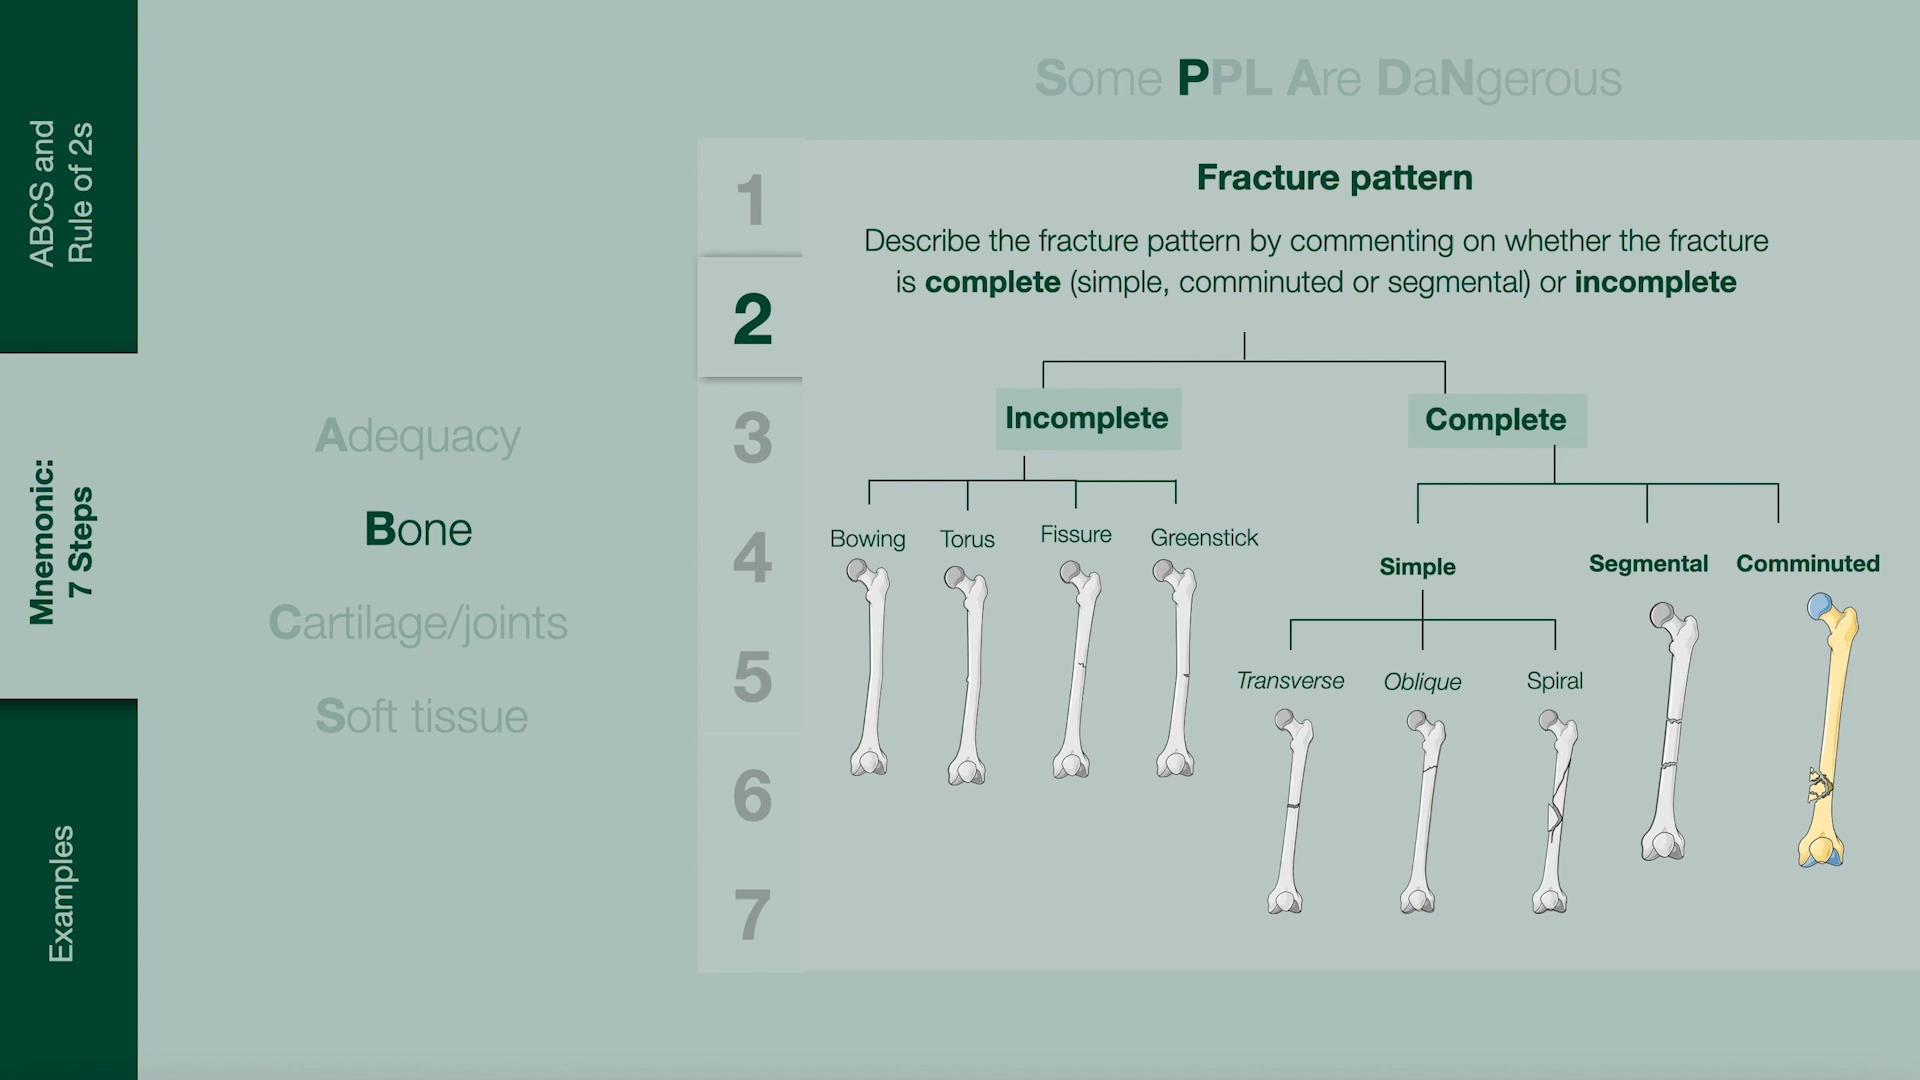 ABCS and
Rule of 2s
Mnemonic:
7 Steps
Examples
Adequacy
Bone
Cartilage/joints
Soft tissue
Some PPL Are DaNgerous
1
2
3
4
5
6
7
Fracture pattern
Describe the fracture pattern by commenting on whether the fracture
is complete (simple, comminuted or segmental) or incomplete
Incomplete
Complete
Bowing
Torus
Fissure
Greenstick
Simple
Segmental
Comminuted
Transverse
Oblique
Spiral